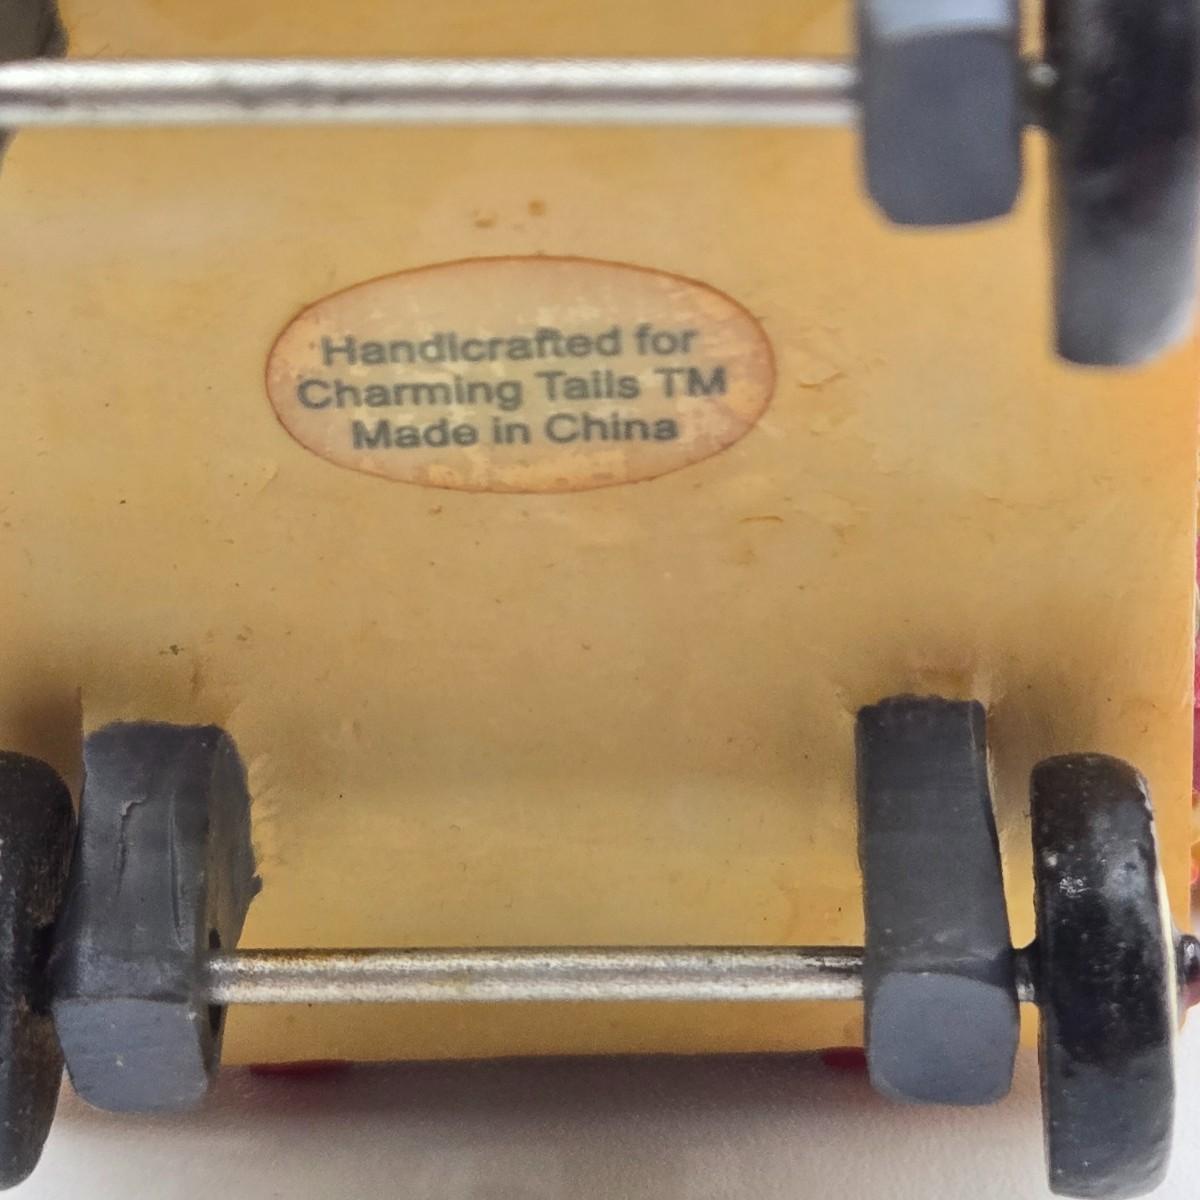 Handicrafted for
Charming Tails TM
Made in China